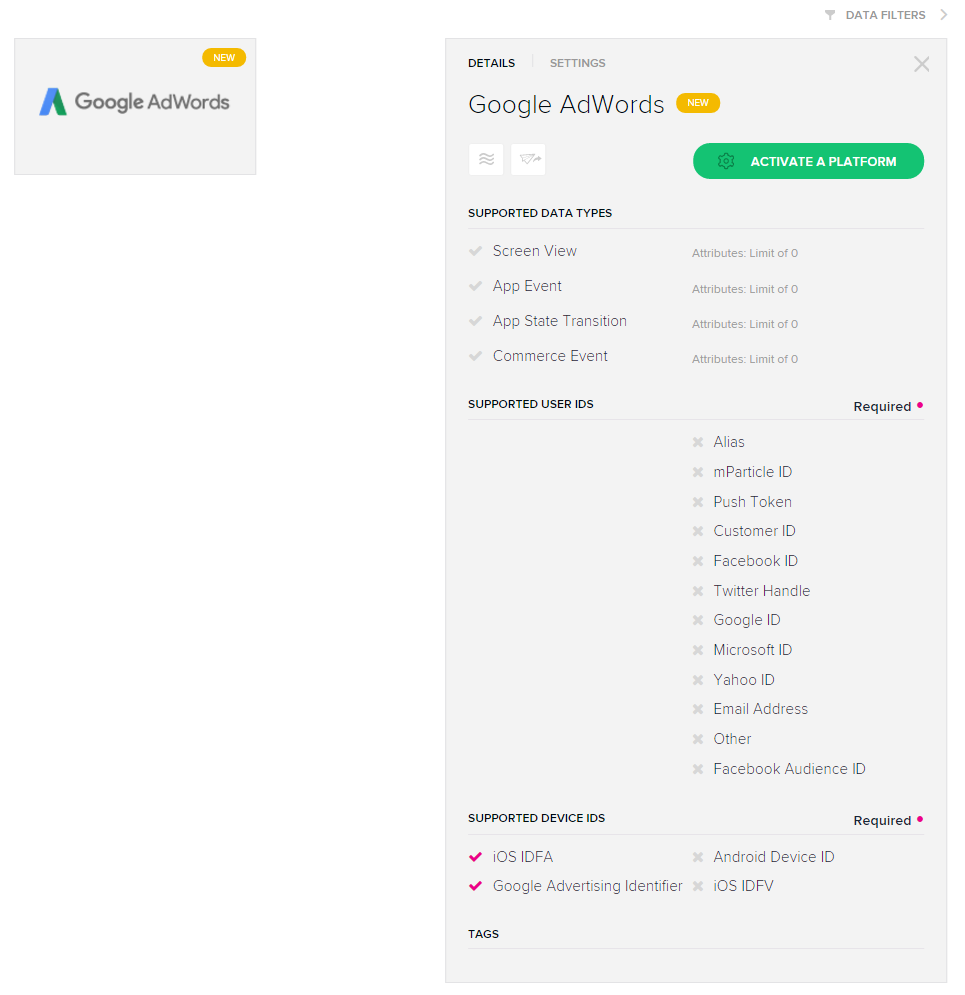 DATA FILTERS
NEW
Google AdWords
DETAILS SETTINGS
Google AdWords NEW
ACTIVATE A PLATFORM
SUPPORTED DATA TYPES
Screen View Attributes: Limit of 0
App Event Attributes: Limit of 0
App State Transition Attributes: Limit of 0
Commerce Event Attributes: Limit of 0
SUPPORTED USER IDS Required
Alias
mParticle ID
Push Token
Customer ID
Facebook ID
Twitter Handle
Google ID
Microsoft ID
Yahoo ID
Email Address
Other
Facebook Audience ID
SUPPORTED DEVICE IDS Required
iOS IDFA Android Device ID
Google Advertising Identifier iOS IDFV
TAGS